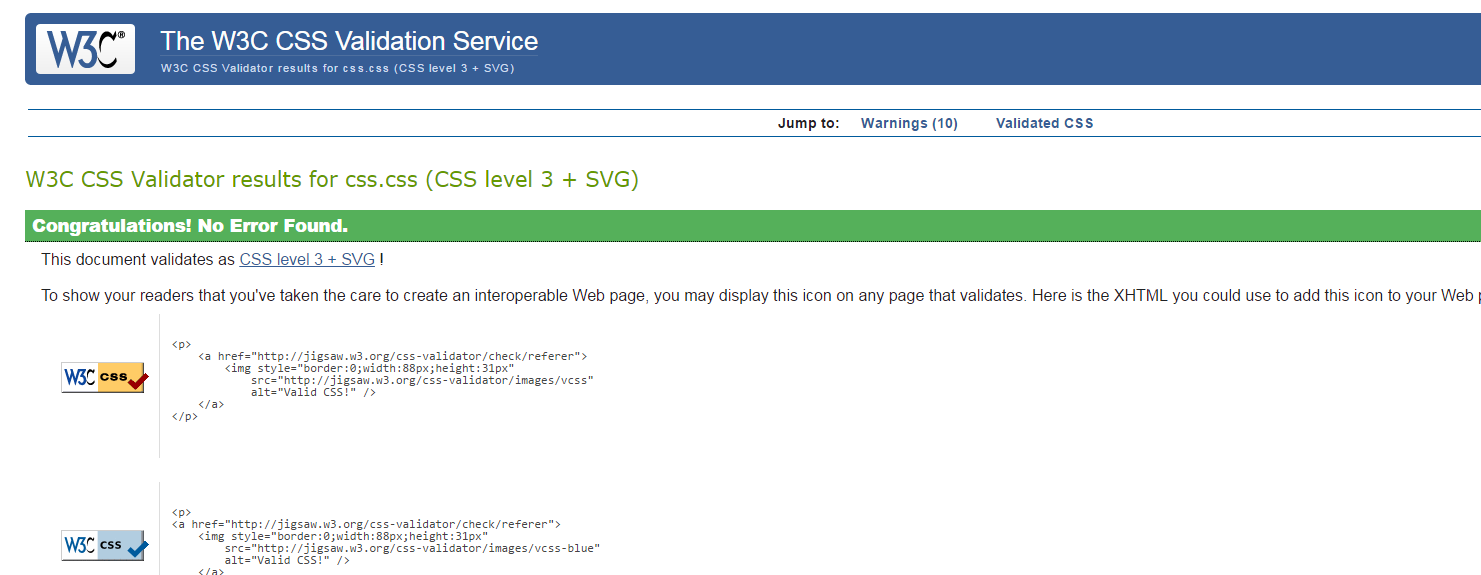 W3C®
The W3C CSS Validation Service
W3C CSS Validator results for css.css (CSS level 3 + SVG)
Jump to: Warnings (10) Validated CSS
W3C CSS Validator results for css.css (CSS level 3 + SVG)
Congratulations! No Error Found.
This document validates as CSS level 3 + SVG !
To show your readers that you've taken the care to create an interoperable Web page, you may display this icon on any page that validates. Here is the XHTML you could use to add this icon to your Web
W3C css
<p>
<a href="http://jigsaw.w3.org/css-validator/check/referer">
<img style="border:0;width:88px;height:31px"
src="http://jigsaw.w3.org/css-validator/images/vcss"
alt="Valid CSS!" />
</a>
</p>
W3C css
<p>
<a href="http://jigsaw.w3.org/css-validator/check/referer">
<img style="border:0;width:88px;height:31px"
src="http://jigsaw.w3.org/css-validator/images/vcss-blue"
alt="Valid CSS!" />
</a>